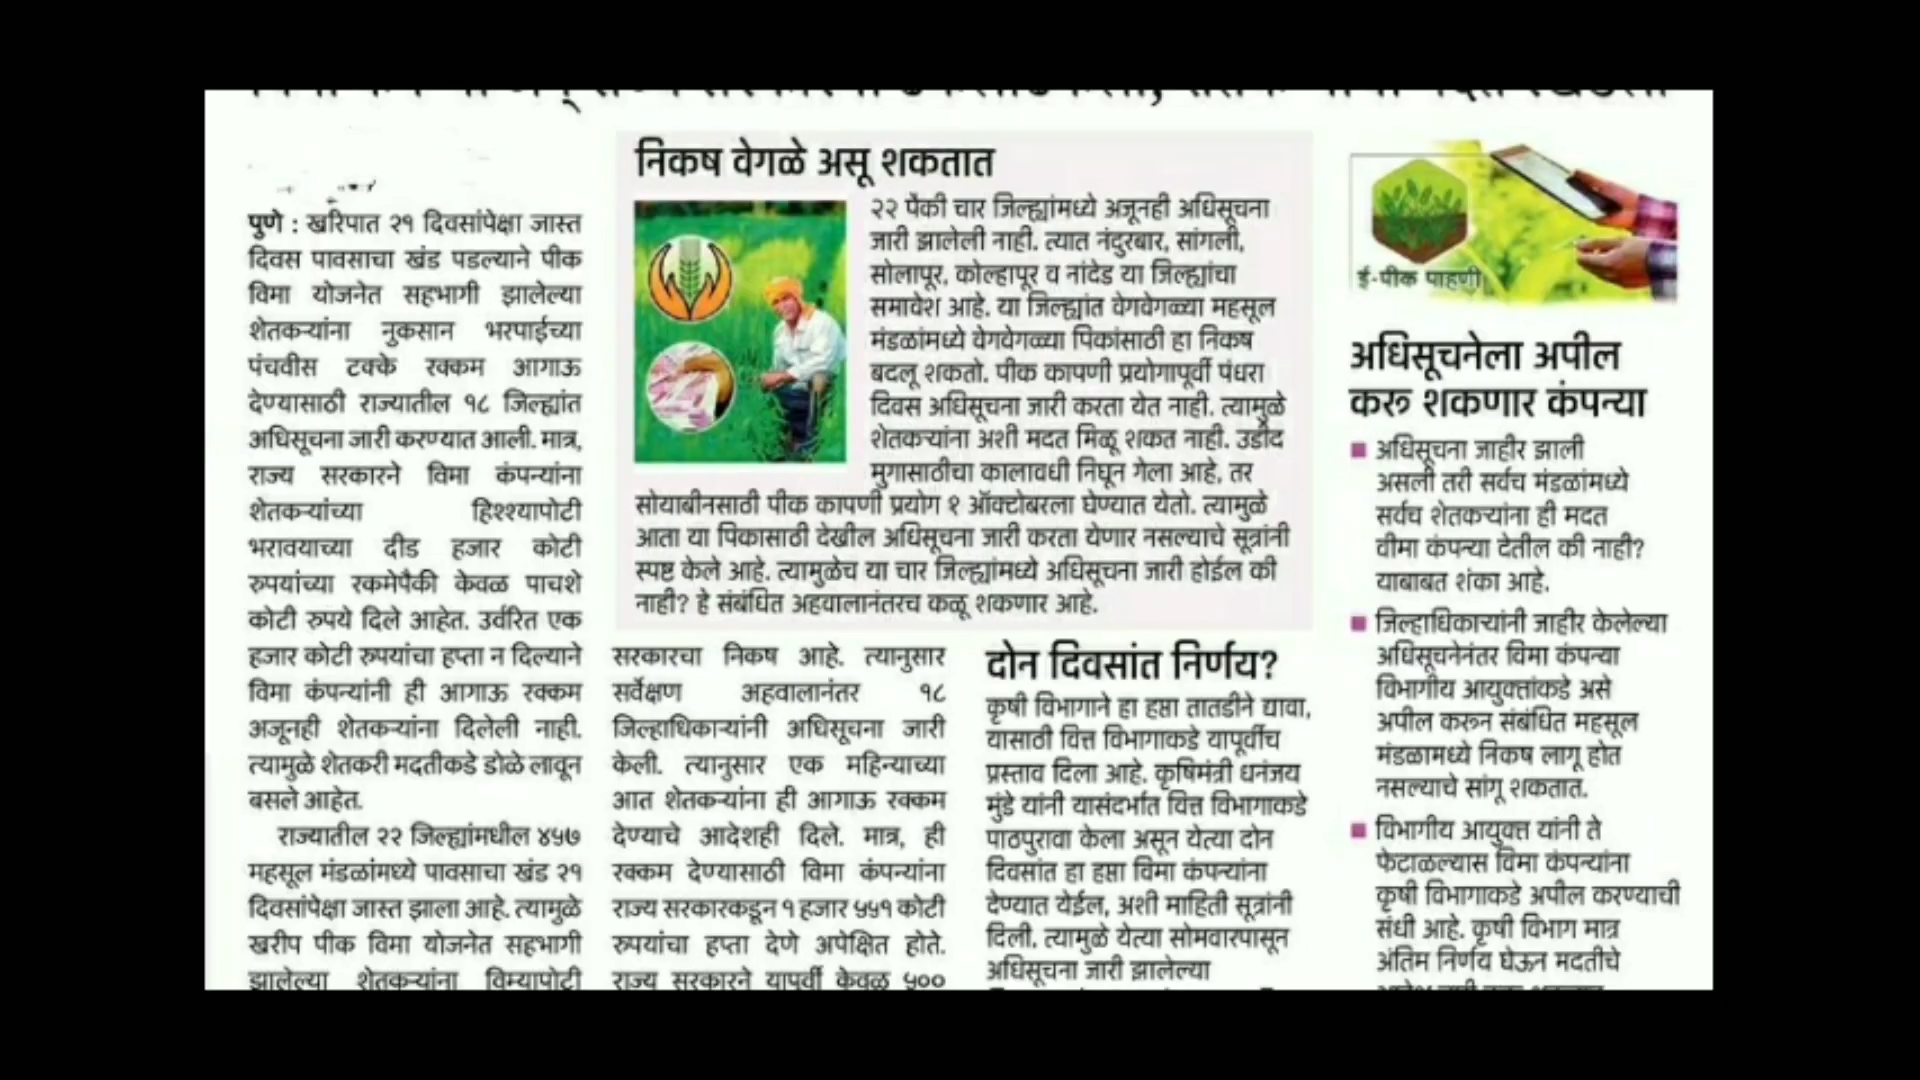 पुणे : खरिपात २१ दिवसांपेक्षा जास्त
दिवस पावसाचा खंड पडल्याने पीक
विमा योजनेत सहभागी झालेल्या
शेतकऱ्यांना नुकसान भरपाईच्या
पंचवीस टक्के रक्कम आगाऊ
देण्यासाठी राज्यातील १८ जिल्ह्यांत
अधिसूचना जारी करण्यात आली. मात्र,
राज्य सरकारने विमा कंपन्यांना
शेतकऱ्यांच्या हिश्श्यापोटी
भरावयाच्या दीड हजार कोटी
रुपयांच्या रकमेपैकी केवळ पाचशे
कोटी रुपये दिले आहेत. उर्वरित एक
हजार कोटी रुपयांचा हप्ता न दिल्याने
विमा कंपन्यांनी ही आगाऊ रक्कम
अजूनही शेतकऱ्यांना दिलेली नाही.
त्यामुळे शेतकरी मदतीकडे डोळे लावून
बसले आहेत.
राज्यातील २२ जिल्ह्यांमधील ४५७
महसूल मंडळांमध्ये पावसाचा खंड २१
दिवसांपेक्षा जास्त झाला आहे. त्यामुळे
खरीप पीक विमा योजनेत सहभागी
झालेल्या शेतकऱ्यांना विम्यापोटी
निकष वेगळे असू शकतात
२२ पैकी चार जिल्ह्यांमध्ये अजूनही अधिसूचना
जारी झालेली नाही. त्यात नंदुरबार, सांगली,
सोलापूर, कोल्हापूर व नांदेड या जिल्ह्यांचा
समावेश आहे. या जिल्ह्यांत वेगवेगळ्या महसूल
मंडळांमध्ये वेगवेगळ्या पिकांसाठी हा निकष
बदलू शकतो. पीक कापणी प्रयोगापूर्वी पंधरा
दिवस अधिसूचना जारी करता येत नाही. त्यामुळे
शेतकऱ्यांना अशी मदत मिळू शकत नाही. उडीद
मुगासाठीचा कालावधी निघून गेला आहे, तर
सोयाबीनसाठी पीक कापणी प्रयोग १ ऑक्टोबरला घेण्यात येतो. त्यामुळे
आता या पिकासाठी देखील अधिसूचना जारी करता येणार नसल्याचे सूत्रांनी
स्पष्ट केले आहे. त्यामुळेच या चार जिल्ह्यांमध्ये अधिसूचना जारी होईल की
नाही? हे संबंधित अहवालानंतरच कळू शकणार आहे.
सरकारचा निकष आहे. त्यानुसार
सर्वेक्षण अहवालानंतर १८
जिल्हाधिकाऱ्यांनी अधिसूचना जारी
केली. त्यानुसार एक महिन्याच्या
आत शेतकऱ्यांना ही आगाऊ रक्कम
देण्याचे आदेशही दिले. मात्र, ही
रक्कम देण्यासाठी विमा कंपन्यांना
राज्य सरकारकडून १ हजार ५५१ कोटी
रुपयांचा हप्ता देणे अपेक्षित होते.
राज्य सरकारने यापूर्वी केवळ ५००
दोन दिवसांत निर्णय?
कृषी विभागाने हा हप्ता तातडीने द्यावा,
यासाठी वित्त विभागाकडे यापूर्वीच
प्रस्ताव दिला आहे. कृषिमंत्री धनंजय
मुंडे यांनी यासंदर्भात वित्त विभागाकडे
पाठपुरावा केला असून येत्या दोन
दिवसांत हा हप्ता विमा कंपन्यांना
देण्यात येईल, अशी माहिती सूत्रांनी
दिली. त्यामुळे येत्या सोमवारपासून
अधिसूचना जारी झालेल्या
ई-पीक पाहणी
अधिसूचनेला अपील
करू शकणार कंपन्या
■ अधिसूचना जाहीर झाली
असली तरी सर्वच मंडळांमध्ये
सर्वच शेतकऱ्यांना ही मदत
वीमा कंपन्या देतील की नाही?
याबाबत शंका आहे.
■ जिल्हाधिकाऱ्यांनी जाहीर केलेल्या
अधिसूचनेनंतर विमा कंपन्या
विभागीय आयुक्तांकडे असे
अपील करून संबंधित महसूल
मंडळामध्ये निकष लागू होत
नसल्याचे सांगू शकतात.
■ विभागीय आयुक्त यांनी ते
फेटाळल्यास विमा कंपन्यांना
कृषी विभागाकडे अपील करण्याची
संधी आहे. कृषी विभाग मात्र
अंतिम निर्णय घेऊन मदतीचे